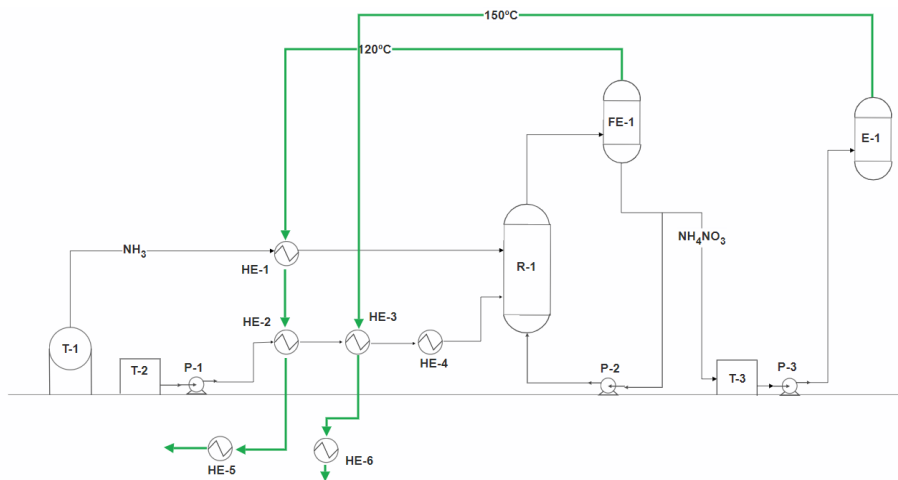 150ºC
120ºC
FE-1
E-1
NH₃
NH₄NO₃
HE-1
R-1
HE-2
HE-3
T-1
T-2
P-1
HE-4
P-2
T-3
P-3
HE-5
HE-6